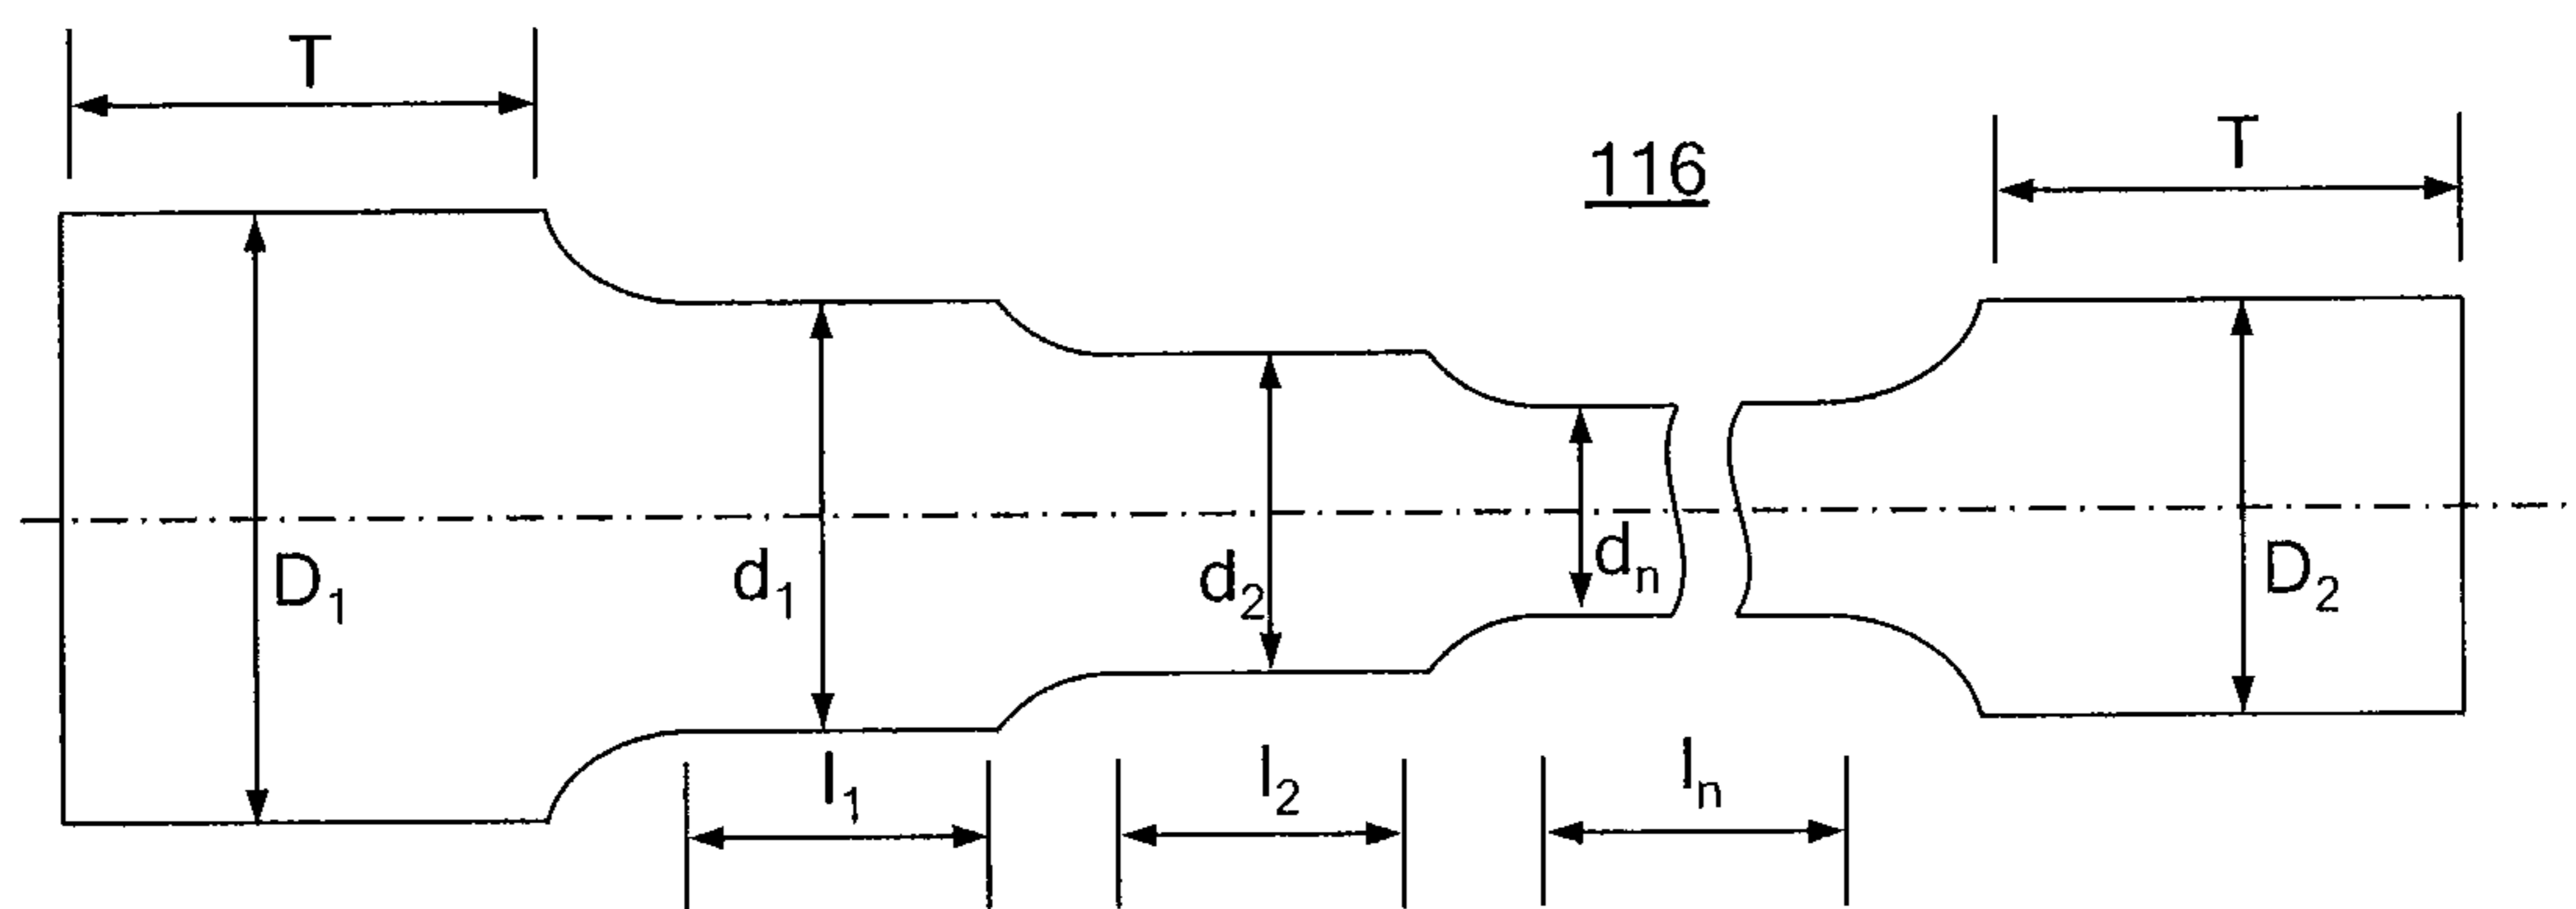 T
T
116
D₁
d₁
d₂
dₙ
D₂
l₁
l₂
lₙ